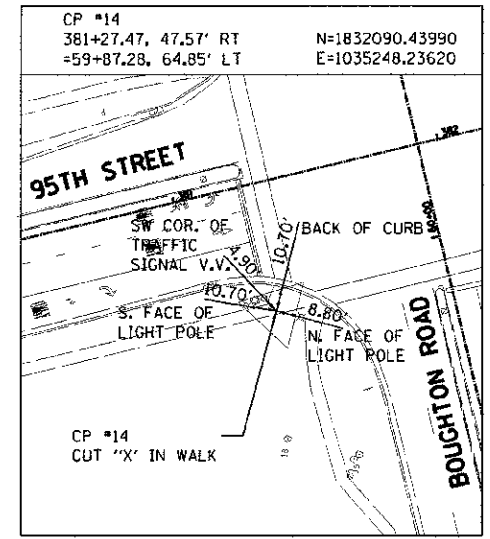 CP #14
381+27.47, 47.57' RT
=59+87.28, 64.85' LT
N=1832090.43990
E=1035248.23620
95TH STREET
SW COR. OF
TRAFFIC
SIGNAL V.V.
4.90'
10.70'
BACK OF CURB
10.70'
S. FACE OF
LIGHT POLE
8.80'
N. FACE OF
LIGHT POLE
BOUGHTON ROAD
CP #14
CUT "X" IN WALK